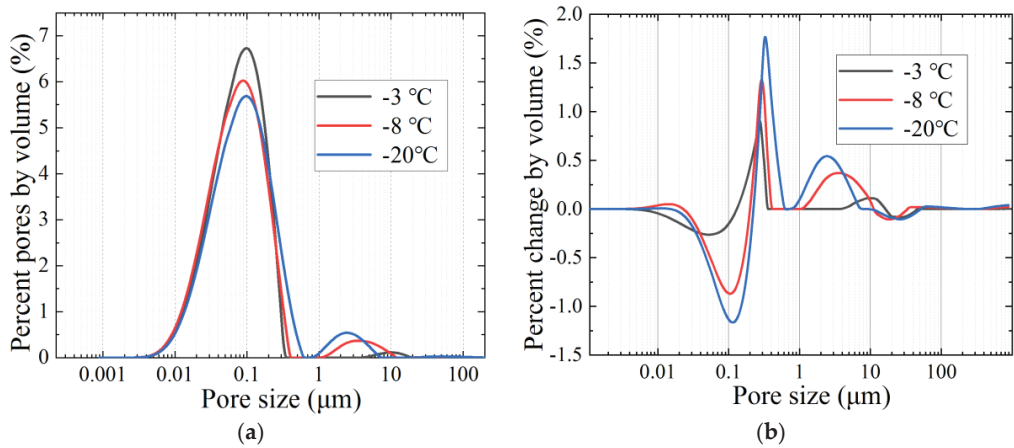 7
6
5
4
3
2
1
0
Percent pores by volume (%)
-3 ℃
-8 ℃
-20℃
0.001 0.01 0.1 1 10 100
Pore size (μm)
(a)
2.0
1.5
1.0
0.5
0.0
-0.5
-1.0
-1.5
Percent change by volume (%)
-3 ℃
-8 ℃
-20℃
0.01 0.1 1 10 100
Pore size (μm)
(b)